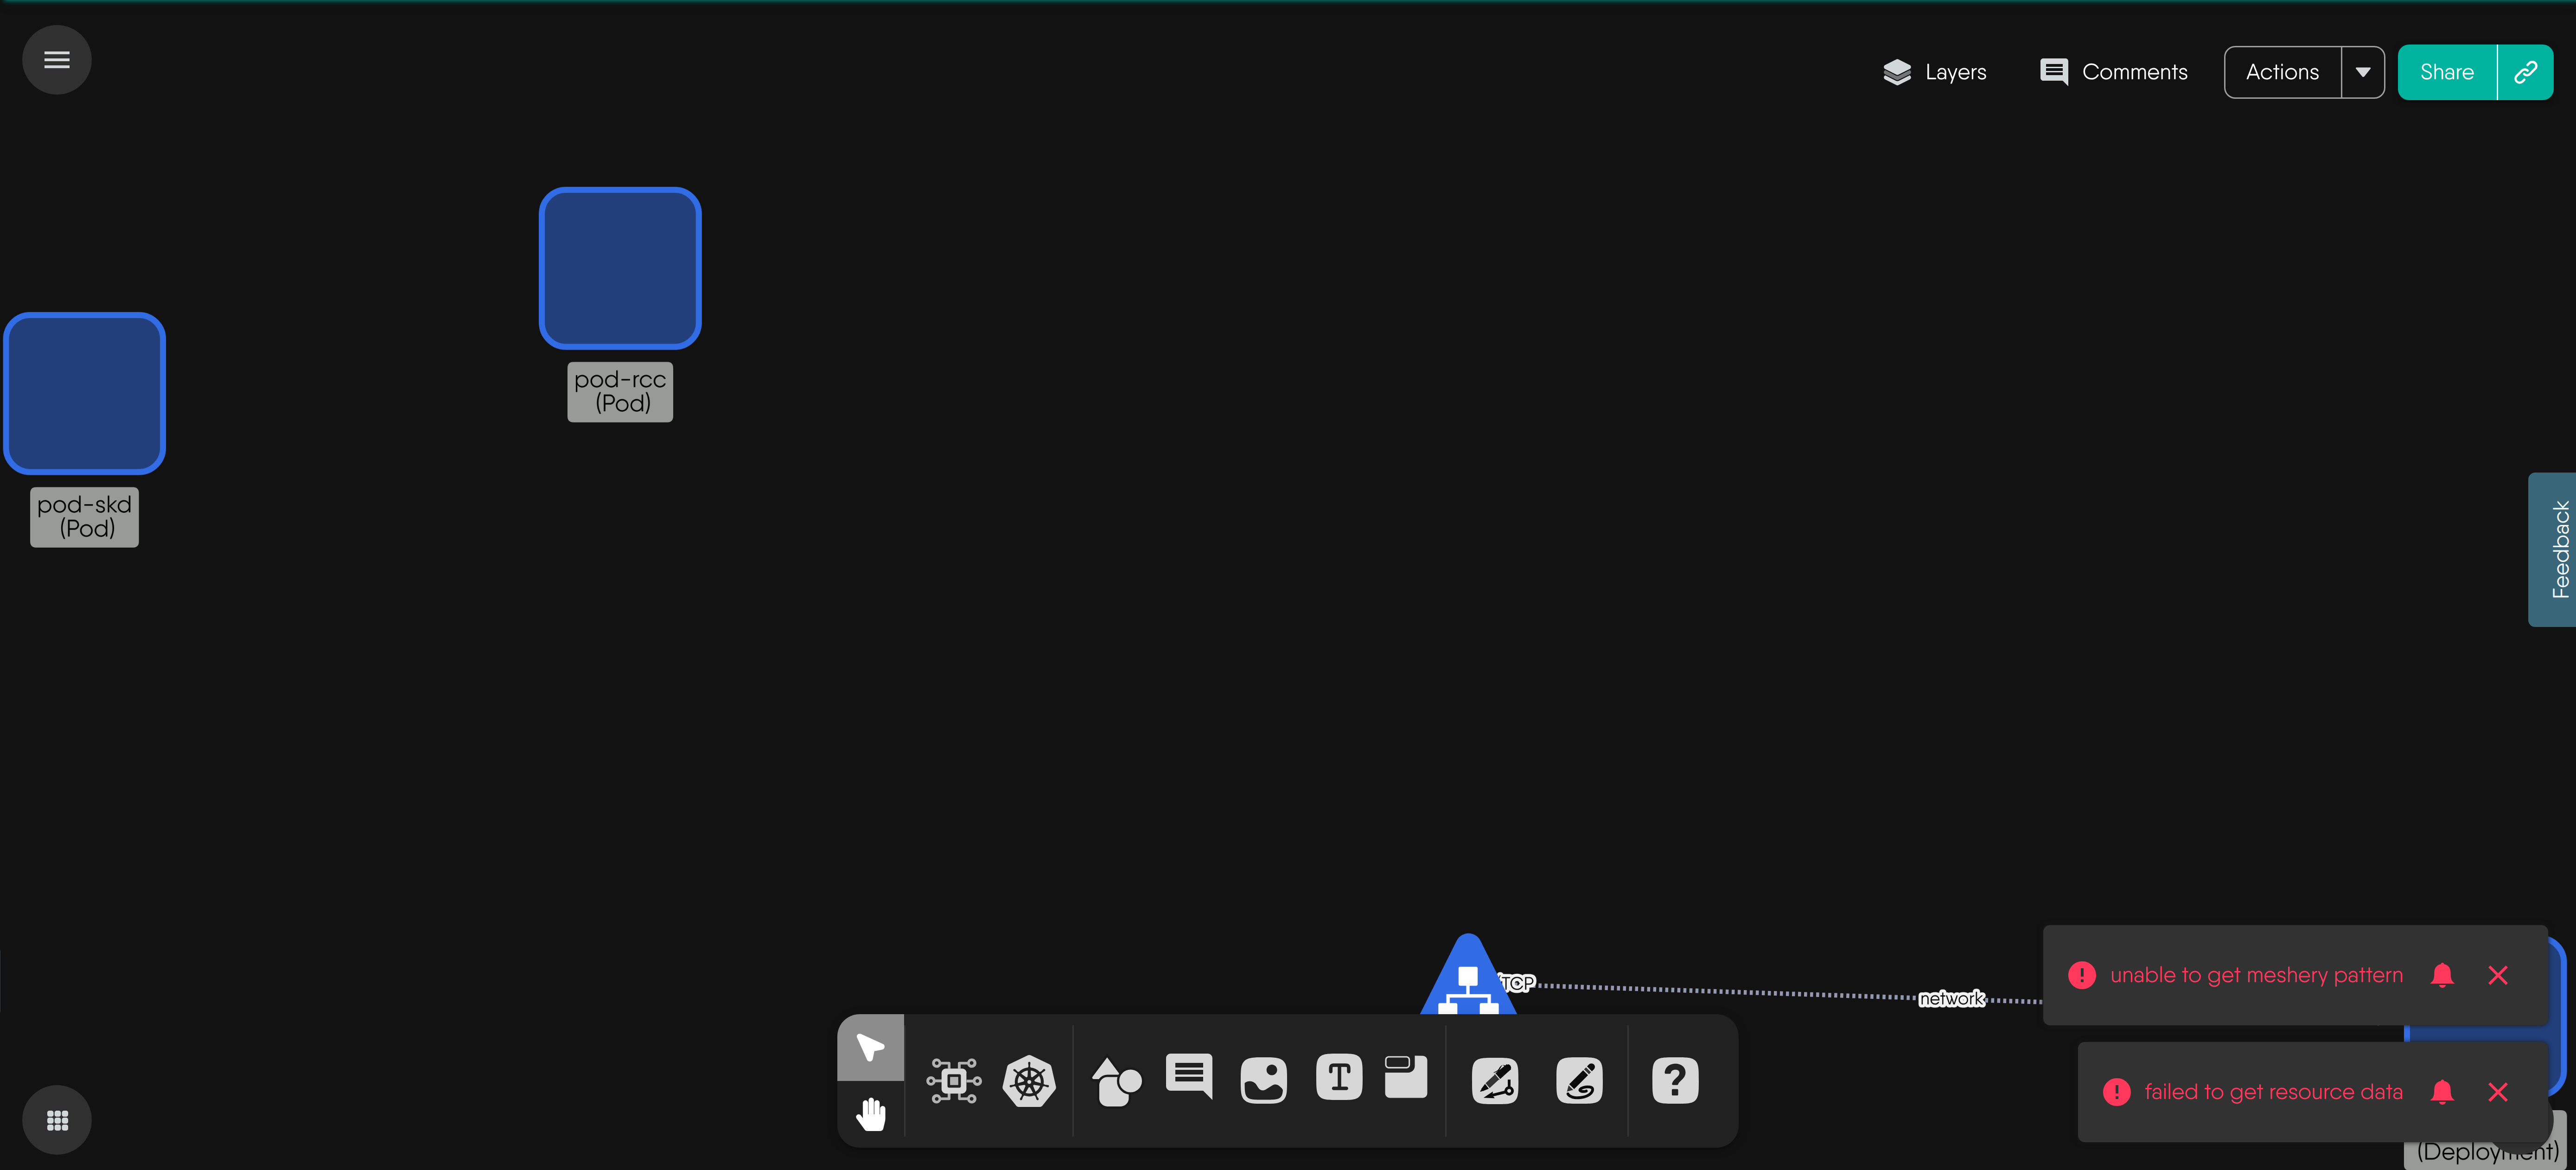 Layers
Comments
Actions
Share
pod-rcc
(Pod)
pod-skd
(Pod)
Feedback
TCP
network
unable to get meshery pattern
failed to get resource data
T
?
(Deployment)